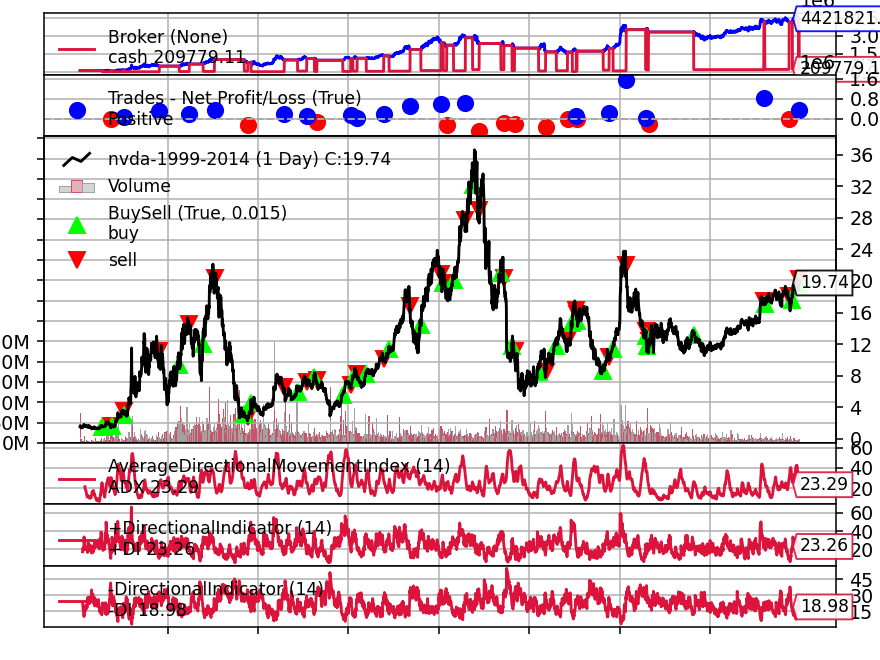 1e6
Broker (None)
cash 209779.11
4421821.
3.0
1.5
1e6
209779.1
Trades - Net Profit/Loss (True)
Positive
1.6
0.8
0.0
nvda-1999-2014 (1 Day) C:19.74
Volume
BuySell (True, 0.015)
buy
sell
36
32
28
24
20
19.74
16
12
8
4
0
0M
0M
0M
0M
50M
0M
AverageDirectionalMovementIndex (14)
ADX 23.29
60
40
20
23.29
+DirectionalIndicator (14)
+DI 23.26
60
40
20
23.26
-DirectionalIndicator (14)
-DI 18.98
45
30
15
18.98